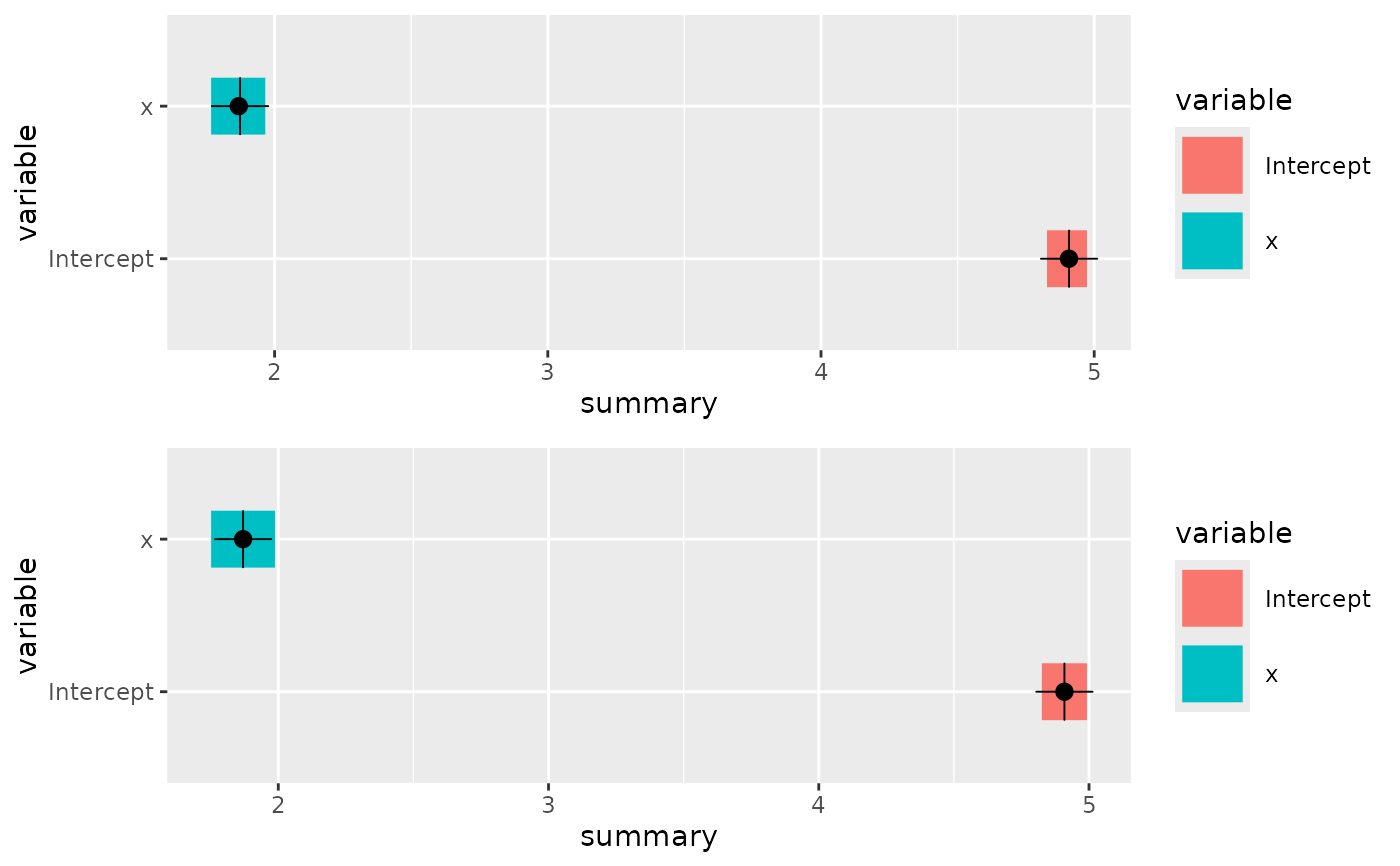 variable
x
Intercept
2 3 4 5
summary
variable
Intercept
x
variable
x
Intercept
2 3 4 5
summary
variable
Intercept
x